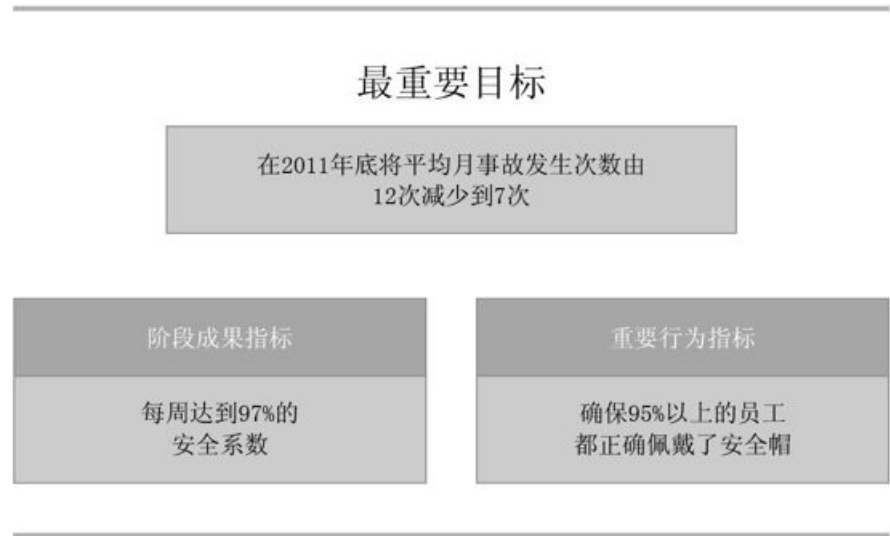 最重要目标
在2011年底将平均月事故发生次数由
12次减少到7次
阶段成果指标
每周达到97%的
安全系数
重要行为指标
确保95%以上的员工
都正确佩戴了安全帽